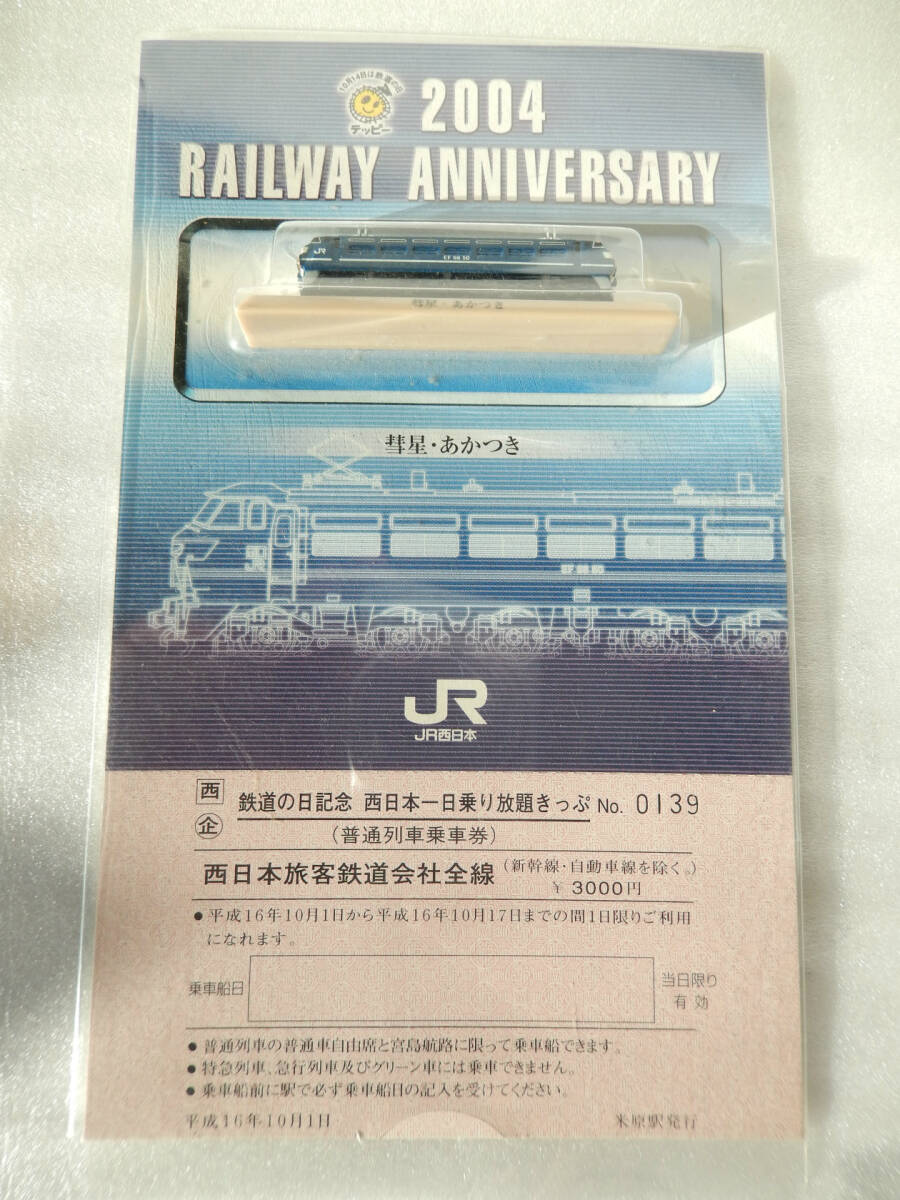 10月14日は鉄道の日
テッピー
2004
RAILWAY ANNIVERSARY
JR
EF 66 50
彗星・あかつき
彗星・あかつき
JR
JR西日本
西
企
鉄道の日記念 西日本一日乗り放題きっぷ No. 0139
(普通列車乗車券)
西日本旅客鉄道会社全線 (新幹線・自動車線を除く。)
¥ 3000円
●平成16年10月1日から平成16年10月17日までの間1日限りご利用
になれます。
乗車船日
当日限り
有効
●普通列車の普通車自由席と宮島航路に限って乗車船できます。
●特急列車、急行列車及びグリーン車には乗車できません。
●乗車船前に駅で必ず乗車船日の記入を受けてください。
平成16年10月1日 米原駅発行